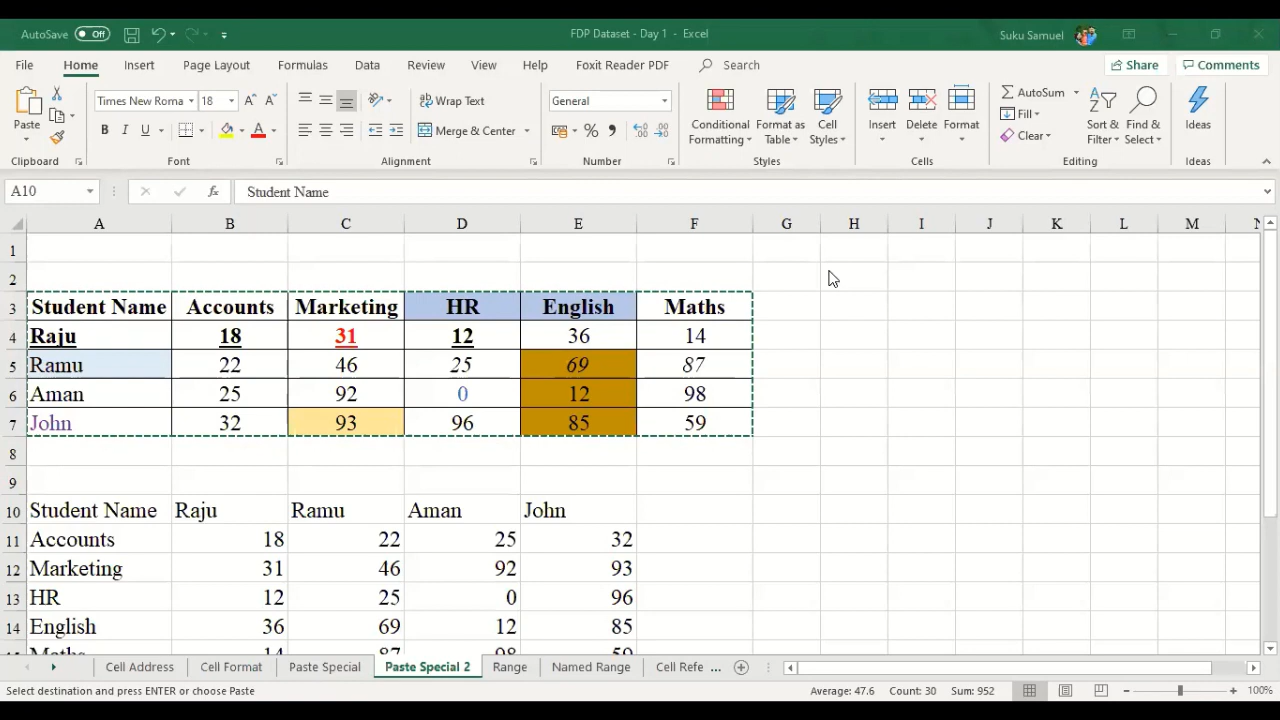 AutoSave Off FDP Dataset - Day 1 - Excel Suku Samuel
File Home Insert Page Layout Formulas Data Review View Help Foxit Reader PDF Search Share Comments
Paste Times New Roma 18 A A Wrap Text General Conditional Formatting Format as Table Cell Styles Insert Delete Format AutoSum Sort & Filter Find & Select Ideas
B I U A Merge & Center % Fill
Clear
Clipboard Font Alignment Number Styles Cells Editing Ideas
A10 fx Student Name
A B C D E F G H I J K L M
1
2
3 Student Name Accounts Marketing HR English Maths
4 Raju 18 31 12 36 14
5 Ramu 22 46 25 69 87
6 Aman 25 92 0 12 98
7 John 32 93 96 85 59
8
9
10 Student Name Raju Ramu Aman John
11 Accounts 18 22 25 32
12 Marketing 31 46 92 93
13 HR 12 25 0 96
14 English 36 69 12 85
Cell Address Cell Format Paste Special Paste Special 2 Range Named Range Cell Refe ...
Select destination and press ENTER or choose Paste Average: 47.6 Count: 30 Sum: 952 100%